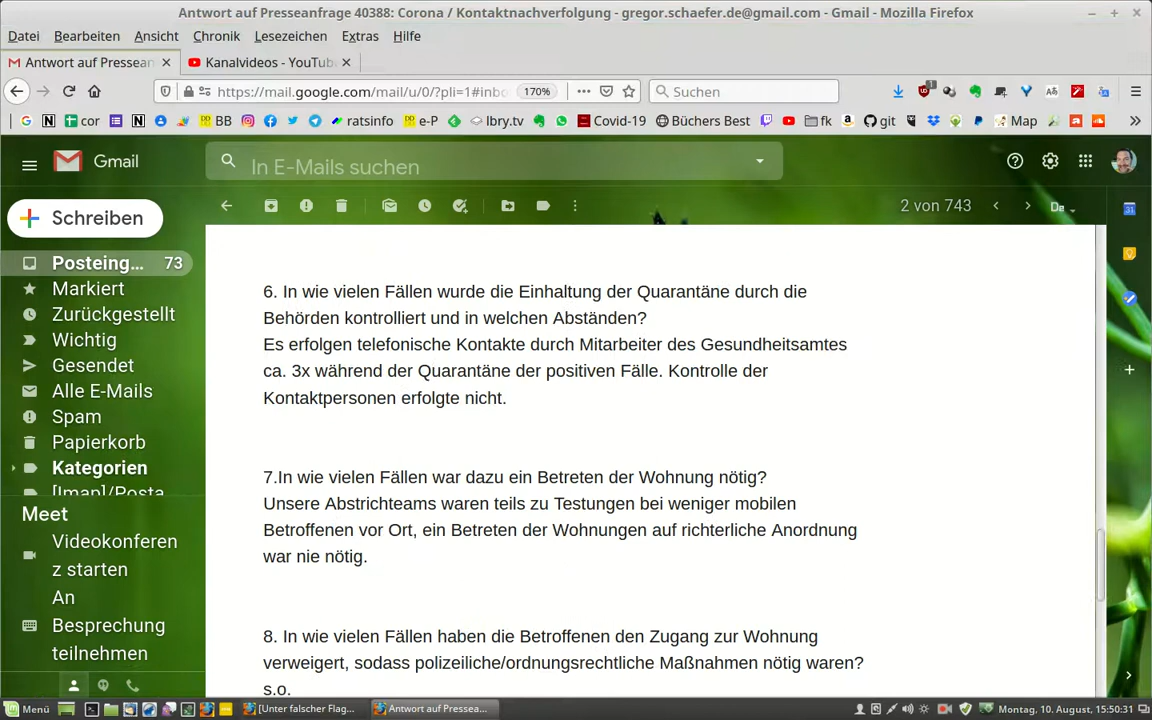 Antwort auf Presseanfrage 40388: Corona / Kontaktnachverfolgung - gregor.schaefer.de@gmail.com - Gmail - Mozilla Firefox
Datei Bearbeiten Ansicht Chronik Lesezeichen Extras Hilfe
Antwort auf Pressean
Kanalvideos - YouTub
https://mail.google.com/mail/u/0/?pli=1#inb
170%
Suchen
1
G cor BB ratsinfo e-P lbry.tv Covid-19 Büchers Best fk git Map
Gmail
In E-Mails suchen
Schreiben
2 von 743
De
Posteing... 73
Markiert
Zurückgestellt
Wichtig
Gesendet
Alle E-Mails
Spam
Papierkorb
Kategorien
[Imap]/Posta
Meet
Videokonferen
z starten
An
Besprechung
teilnehmen
6. In wie vielen Fällen wurde die Einhaltung der Quarantäne durch die
Behörden kontrolliert und in welchen Abständen?
Es erfolgen telefonische Kontakte durch Mitarbeiter des Gesundheitsamtes
ca. 3x während der Quarantäne der positiven Fälle. Kontrolle der
Kontaktpersonen erfolgte nicht.
7.In wie vielen Fällen war dazu ein Betreten der Wohnung nötig?
Unsere Abstrichteams waren teils zu Testungen bei weniger mobilen
Betroffenen vor Ort, ein Betreten der Wohnungen auf richterliche Anordnung
war nie nötig.
8. In wie vielen Fällen haben die Betroffenen den Zugang zur Wohnung
verweigert, sodass polizeiliche/ordnungsrechtliche Maßnahmen nötig waren?
s.o.
Menü
[Unter falscher Flag...
Antwort auf Pressea...
Montag, 10. August, 15:50:31